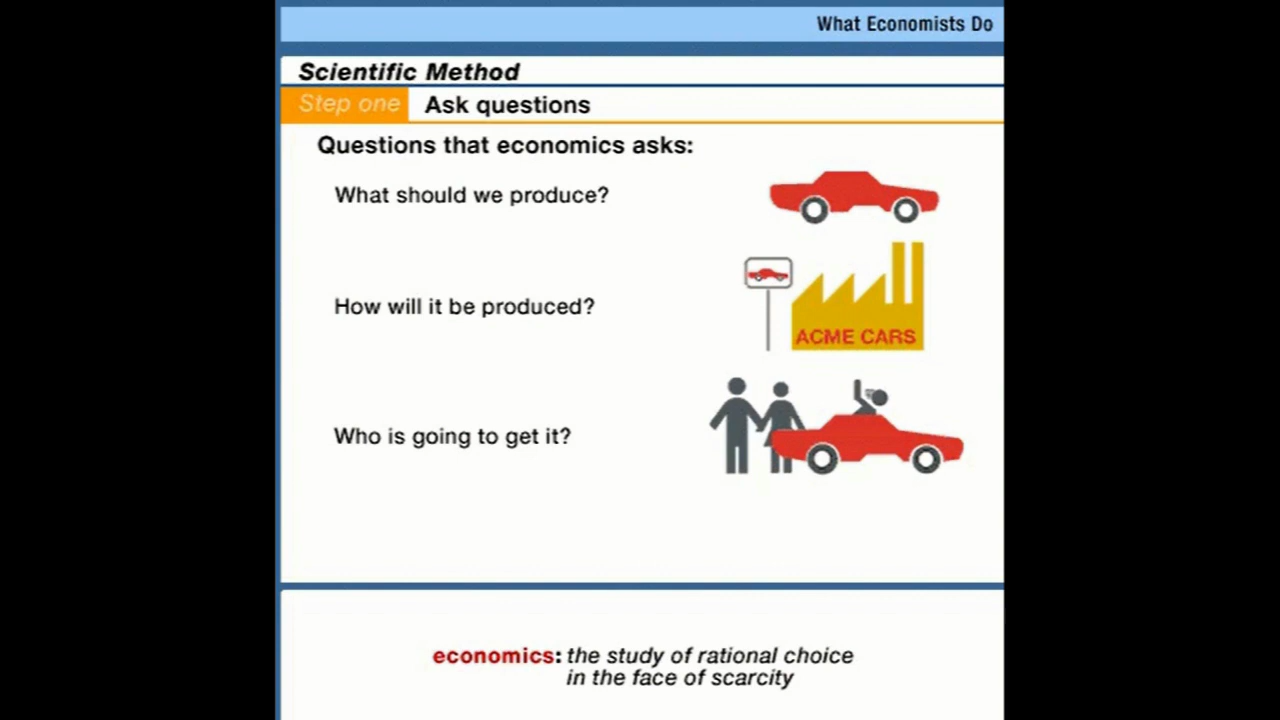 What Economists Do
Scientific Method
Step one
Ask questions
Questions that economics asks:
What should we produce?
How will it be produced?
ACME CARS
Who is going to get it?
economics: the study of rational choice
in the face of scarcity